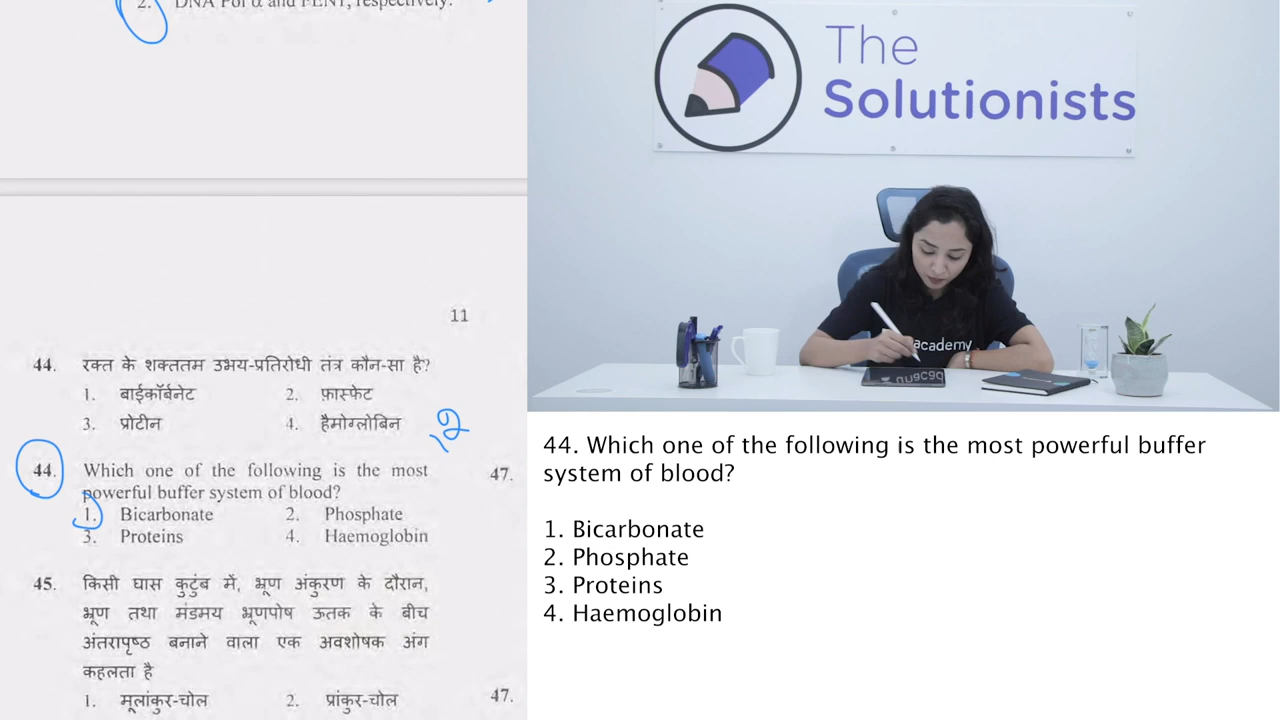 2. DNA Pol α and FEN1, respectively.
11
44. रक्त के शक्ततम उभय-प्रतिरोधी तंत्र कौन-सा है?
1. बाईकॉर्बनेट 2. फ़ास्फेट
3. प्रोटीन 4. हैमोग्लोबिन
44. Which one of the following is the most
powerful buffer system of blood?
1. Bicarbonate 2. Phosphate
3. Proteins 4. Haemoglobin
45. किसी घास कुटुंब में, भ्रूण अंकुरण के दौरान,
भ्रूण तथा मंडमय भ्रूणपोष ऊतक के बीच
अंतरापृष्ठ बनाने वाला एक अवशोषक अंग
कहलता है
1. मूलांकुर-चोल 2. प्रांकुर-चोल
47.
47.
The
Solutionists
academy
44. Which one of the following is the most powerful buffer
system of blood?
1. Bicarbonate
2. Phosphate
3. Proteins
4. Haemoglobin